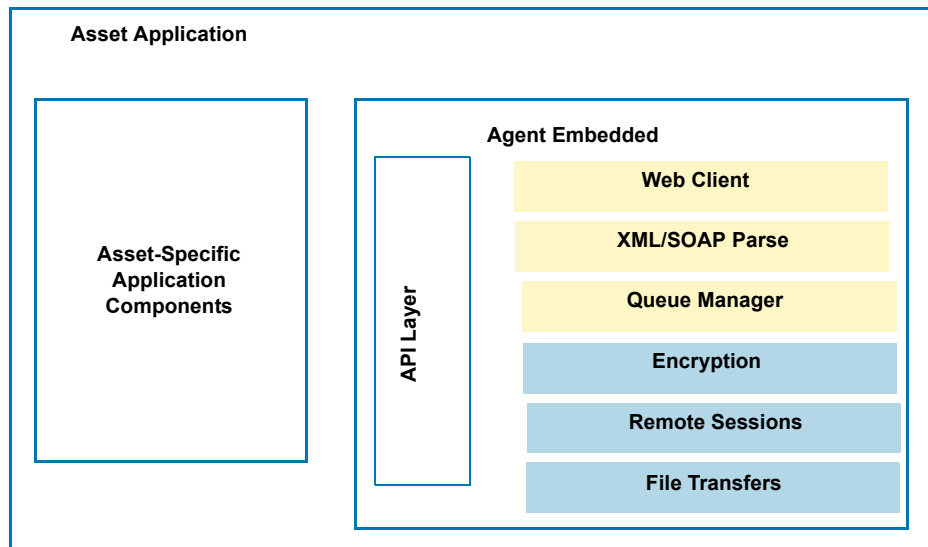 Asset Application
Agent Embedded
Asset-Specific
Application
Components
API Layer
Web Client
XML/SOAP Parse
Queue Manager
Encryption
Remote Sessions
File Transfers